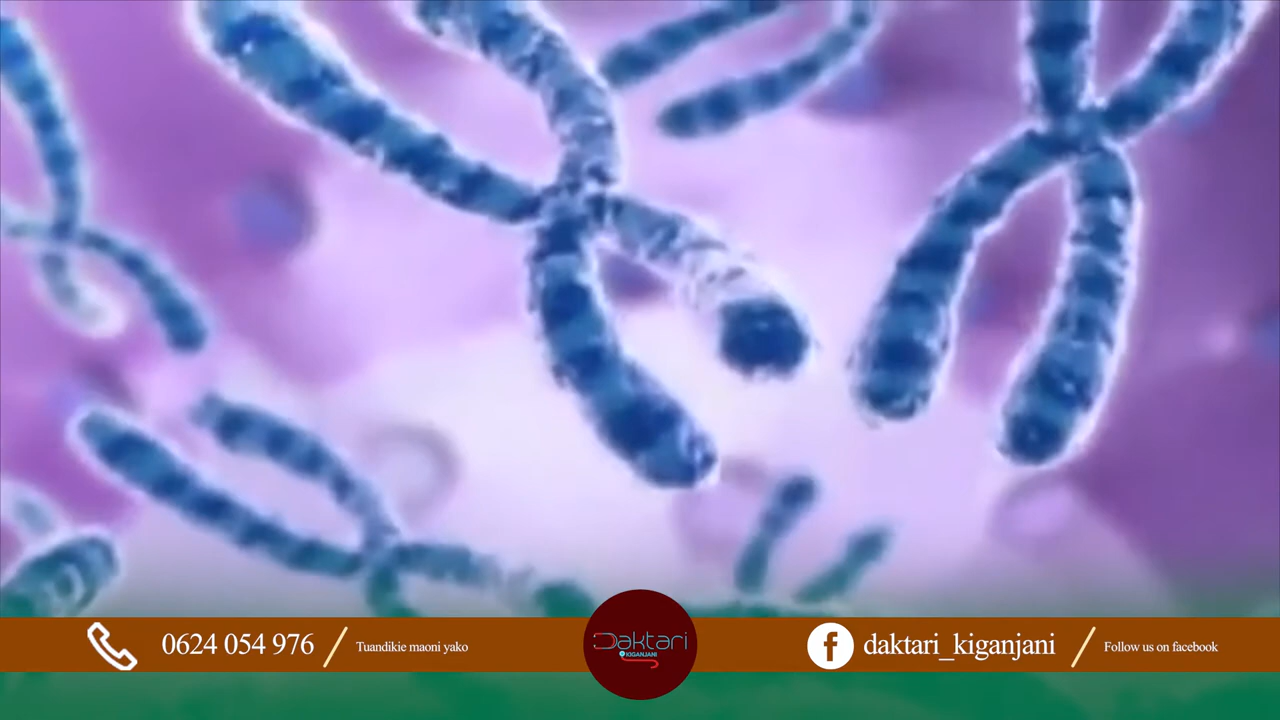 0624 054 976
Tuandikie maoni yako
Daktari
KIGANJANI
daktari_kiganjani
Follow us on facebook